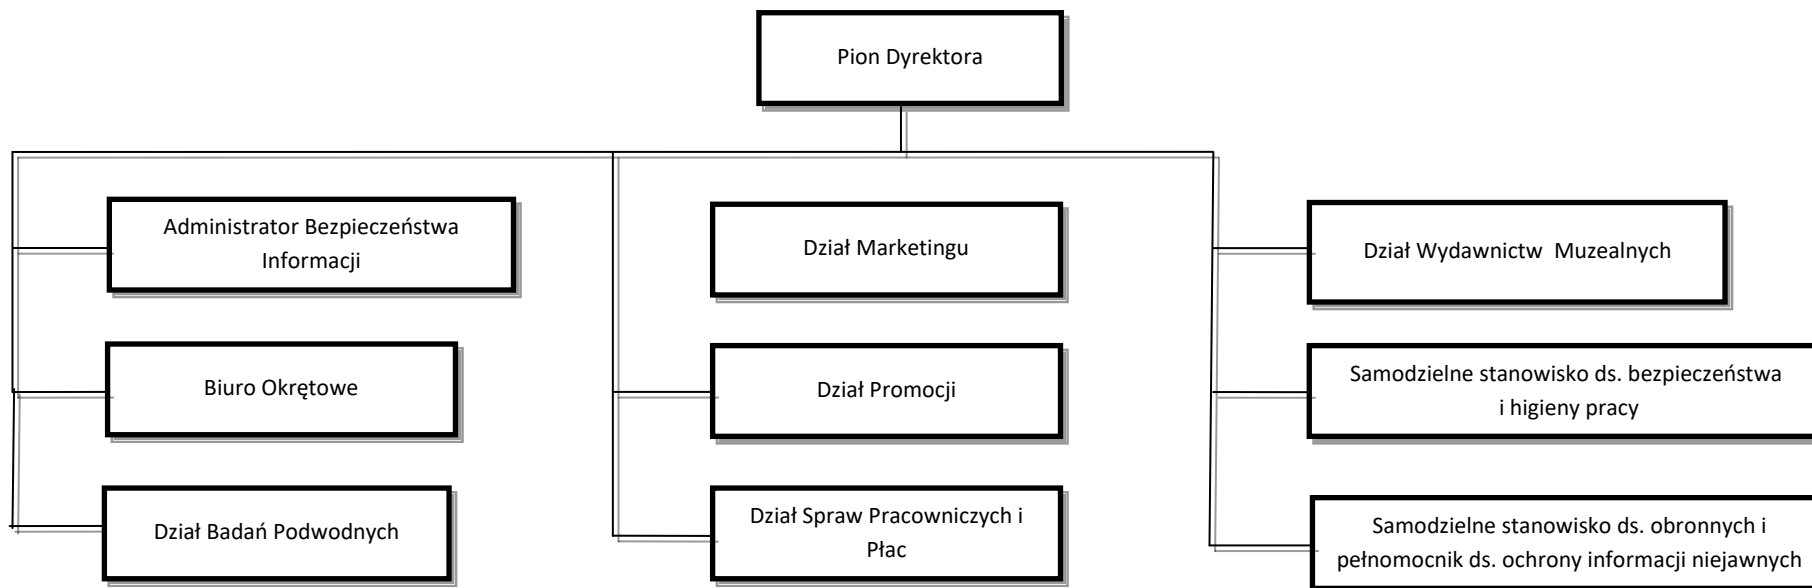 Pion Dyrektora
Administrator Bezpieczeństwa
Informacji
Dział Marketingu
Dział Wydawnictw  Muzealnych
Biuro Okrętowe
Dział Promocji
Samodzielne stanowisko ds. bezpieczeństwa
i higieny pracy
Dział Badań Podwodnych
Dział Spraw Pracowniczych i
Płac
Samodzielne stanowisko ds. obronnych i
pełnomocnik ds. ochrony informacji niejawnych